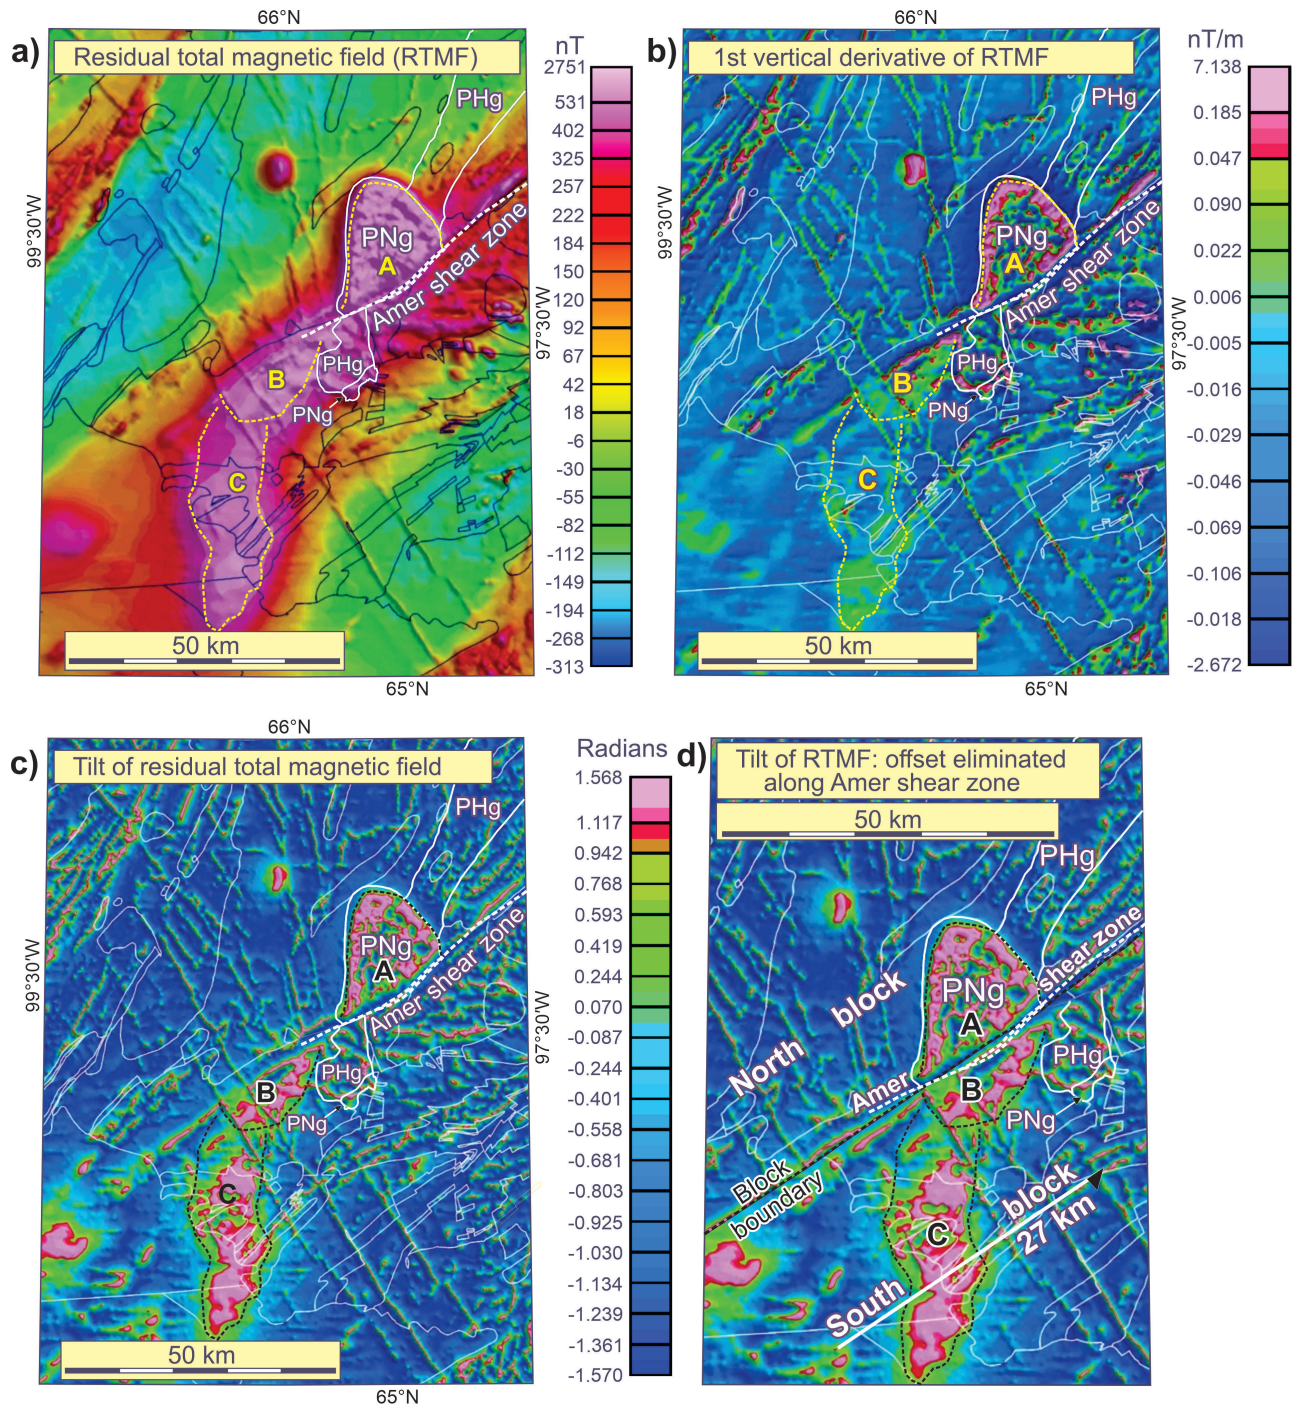 66°N
a)
Residual total magnetic field (RTMF)
PHg
PNg
A
Amer shear zone
PHg
B
PNg
C
50 km
99°30'W
97°30'W
65°N
nT
2751
531
402
325
257
222
184
150
120
92
67
42
18
-6
-30
-55
-82
-112
-149
-194
-268
-313
66°N
b)
1st vertical derivative of RTMF
PHg
PNg
A
Amer shear zone
PHg
B
PNg
C
50 km
99°30'W
97°30'W
65°N
nT/m
7.138
0.185
0.047
0.090
0.022
0.006
-0.005
-0.016
-0.029
-0.046
-0.069
-0.106
-0.018
-2.672
66°N
c)
Tilt of residual total magnetic field
PHg
PNg
A
Amer shear zone
PHg
B
PNg
C
50 km
99°30'W
97°30'W
65°N
Radians
1.568
1.117
0.942
0.768
0.593
0.419
0.244
0.070
-0.087
-0.244
-0.401
-0.558
-0.681
-0.803
-0.925
-1.030
-1.134
-1.239
-1.361
-1.570
d)
Tilt of RTMF: offset eliminated
along Amer shear zone
50 km
PHg
North block
PNg
A
Amer shear zone
PHg
B
PNg
Block
boundary
C
South block
27 km